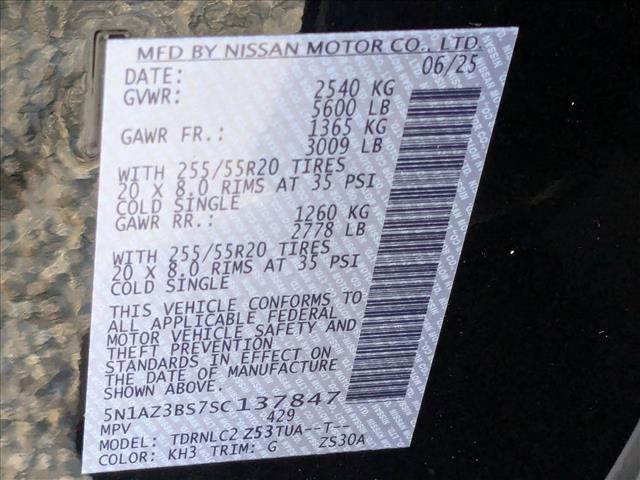 MFD BY NISSAN MOTOR CO., LTD.
DATE: 06/25
GVWR: 2540 KG
5600 LB
GAWR FR.: 1365 KG
3009 LB
WITH 255/55R20 TIRES
20 X 8.0 RIMS AT 35 PSI
COLD SINGLE
GAWR RR.: 1260 KG
2778 LB
WITH 255/55R20 TIRES
20 X 8.0 RIMS AT 35 PSI
COLD SINGLE
THIS VEHICLE CONFORMS TO
ALL APPLICABLE FEDERAL
MOTOR VEHICLE SAFETY AND
THEFT PREVENTION
STANDARDS IN EFFECT ON
THE DATE OF MANUFACTURE
SHOWN ABOVE.
5N1AZ3BS7SC137847
MPV 429
MODEL: TDRNLC2 Z53TUA--T--
COLOR: KH3 TRIM: G ZS30A